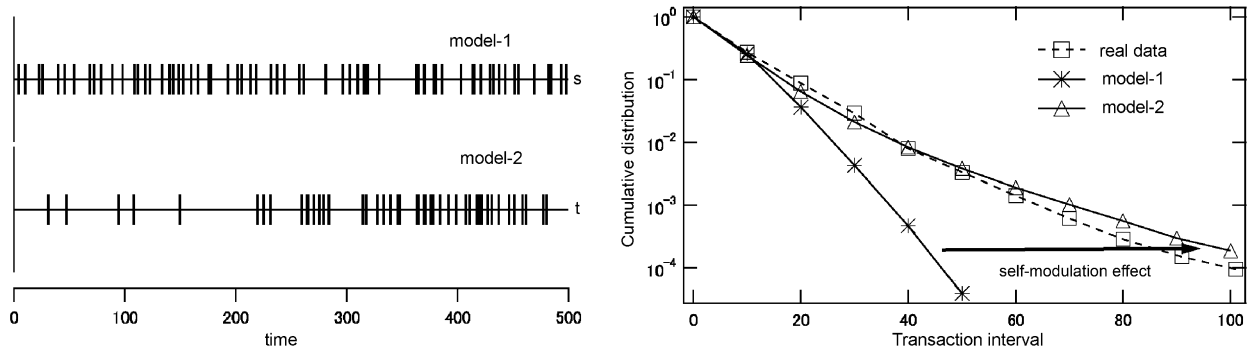 model-1
s
model-2
t
0 100 200 300 400 500
time
Cumulative distribution
10^0
10^-1
10^-2
10^-3
10^-4
real data
model-1
model-2
self-modulation effect
0 20 40 60 80 100
Transaction interval